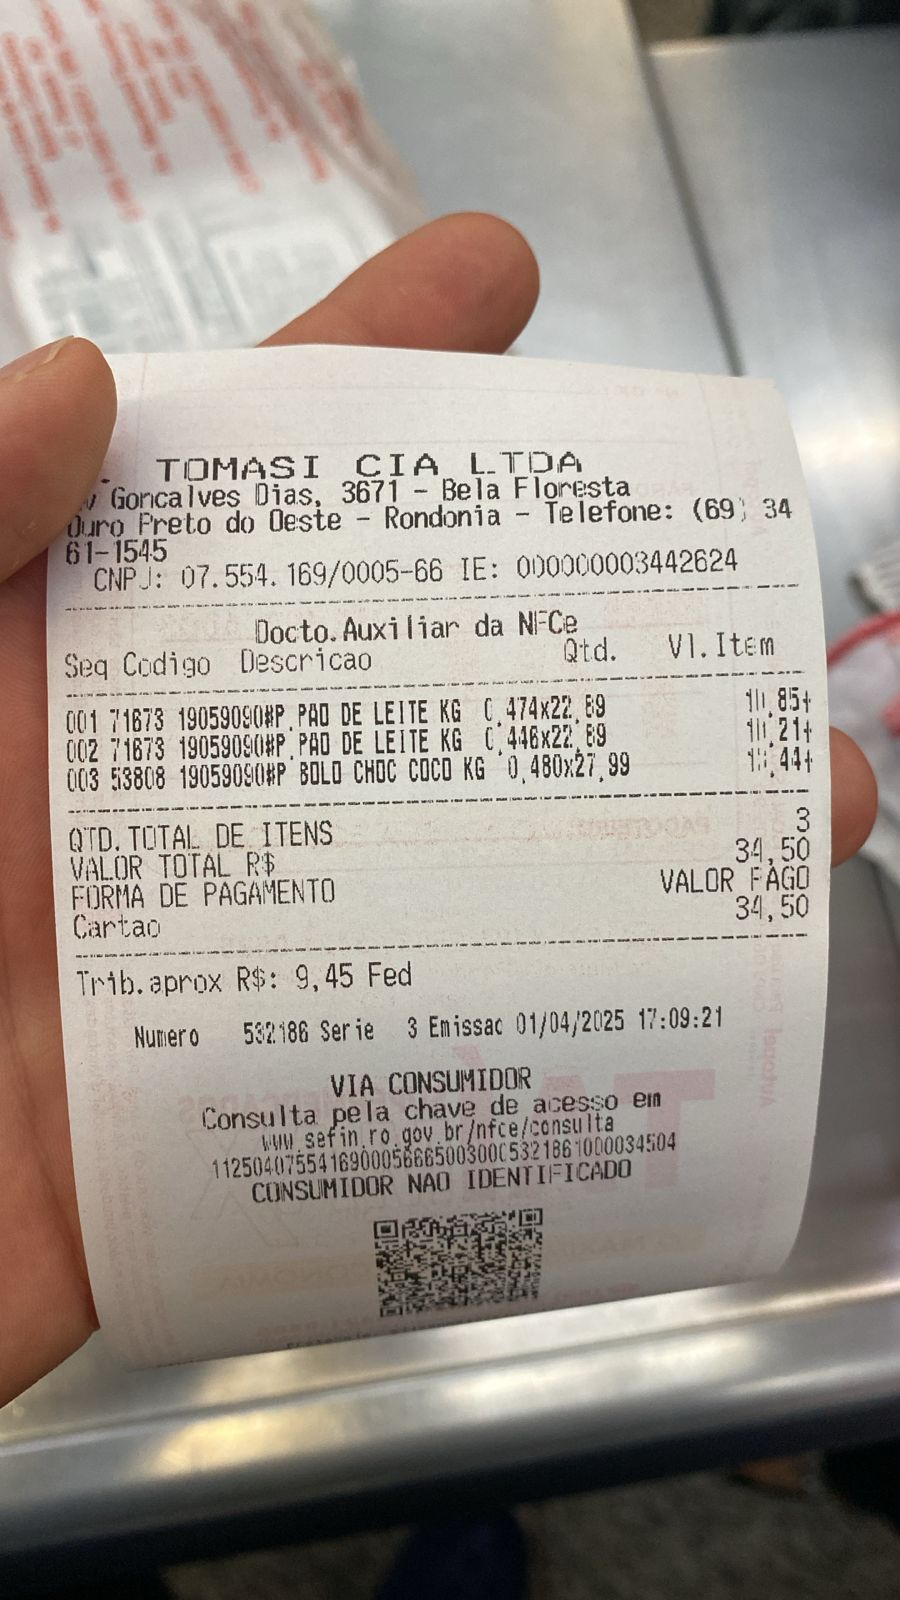 . TOMASI CIA LTDA
v Goncalves Dias, 3671 - Bela Floresta
Ouro Preto do Oeste - Rondonia - Telefone: (69) 34
61-1545
CNPJ: 07.554.169/0005-66 IE: 000000003442624
Docto.Auxiliar da NFCe
Seq Codigo Descricao Qtd. Vl.Item
001 71673 19059090#P.PAO DE LEITE KG 0,474x22,89 10,85+
002 71673 19059090#P.PAO DE LEITE KG 0,446x22,89 10,21+
003 53808 19059090#P BOLO CHOC COCO KG 0,480x27,99 13,44+
QTD.TOTAL DE ITENS 3
VALOR TOTAL R$ 34,50
FORMA DE PAGAMENTO VALOR PAGO
Cartao 34,50
Trib.aprox R$: 9,45 Fed
Numero 532186 Serie 3 Emissao 01/04/2025 17:09:21
VIA CONSUMIDOR
Consulta pela chave de acesso em
www.sefin.ro.gov.br/nfce/consulta
CONSUMIDOR NAO IDENTIFICADO